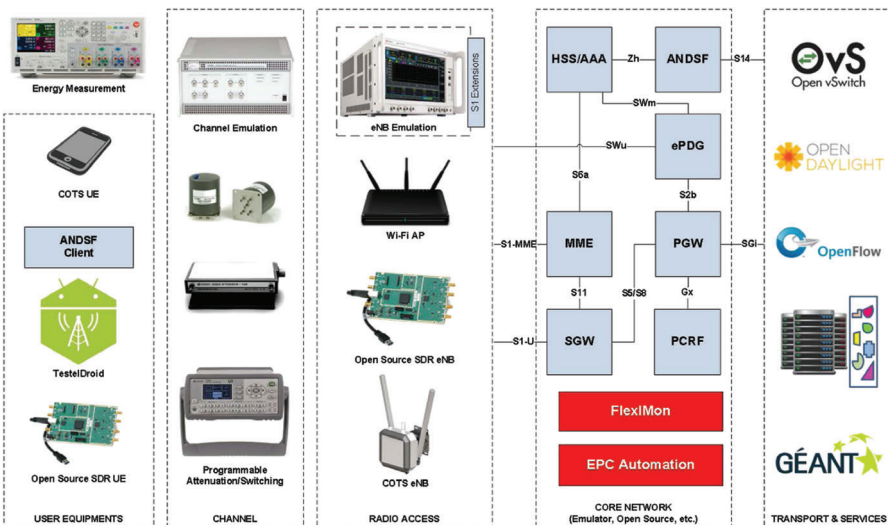 Energy Measurement
COTS UE
ANDSF
Client
TestelDroid
Open Source SDR UE
USER EQUIPMENTS
Channel Emulation
Programmable
Attenuation/Switching
CHANNEL
S1 Extensions
eNB Emulation
Wi-Fi AP
Open Source SDR eNB
COTS eNB
RADIO ACCESS
HSS/AAA
Zh
ANDSF
S14
SWm
SWu
ePDG
S6a
S2b
S1-MME
MME
PGW
SGi
S11
S5/S8
Gx
S1-U
SGW
PCRF
FlexIMon
EPC Automation
CORE NETWORK
(Emulator, Open Source, etc.)
OvS
Open vSwitch
OPEN
DAYLIGHT
OpenFlow
GÉANT
TRANSPORT & SERVICES